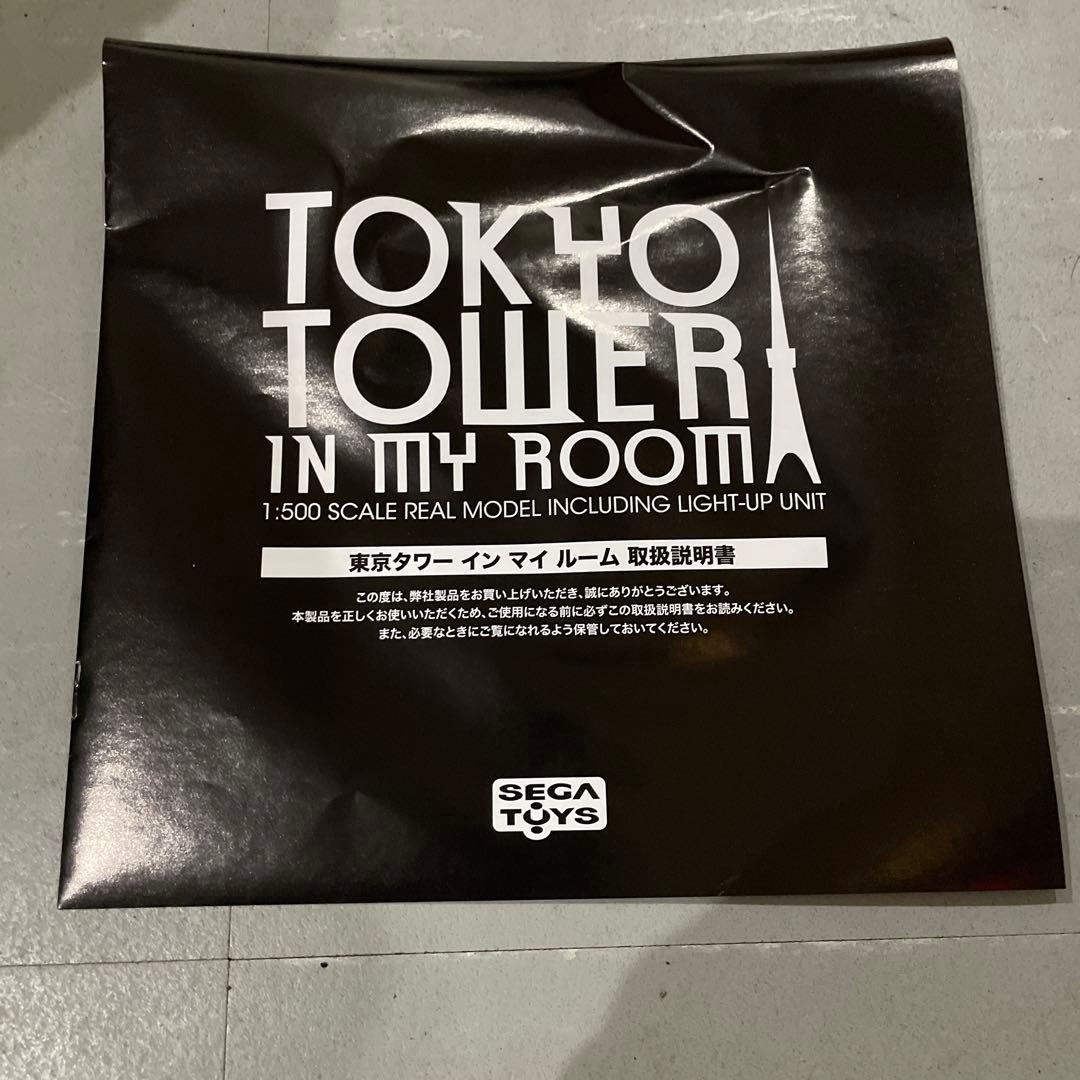 TOKYO
TOWER
IN MY ROOM
1:500 SCALE REAL MODEL INCLUDING LIGHT-UP UNIT
東京タワー イン マイ ルーム 取扱説明書
この度は、弊社製品をお買い上げいただき、誠にありがとうございます。
本製品を正しくお使いいただくため、ご使用になる前に必ずこの取扱説明書をお読みください。
また、必要なときにご覧になれるよう保管しておいてください。
SEGA
TOYS